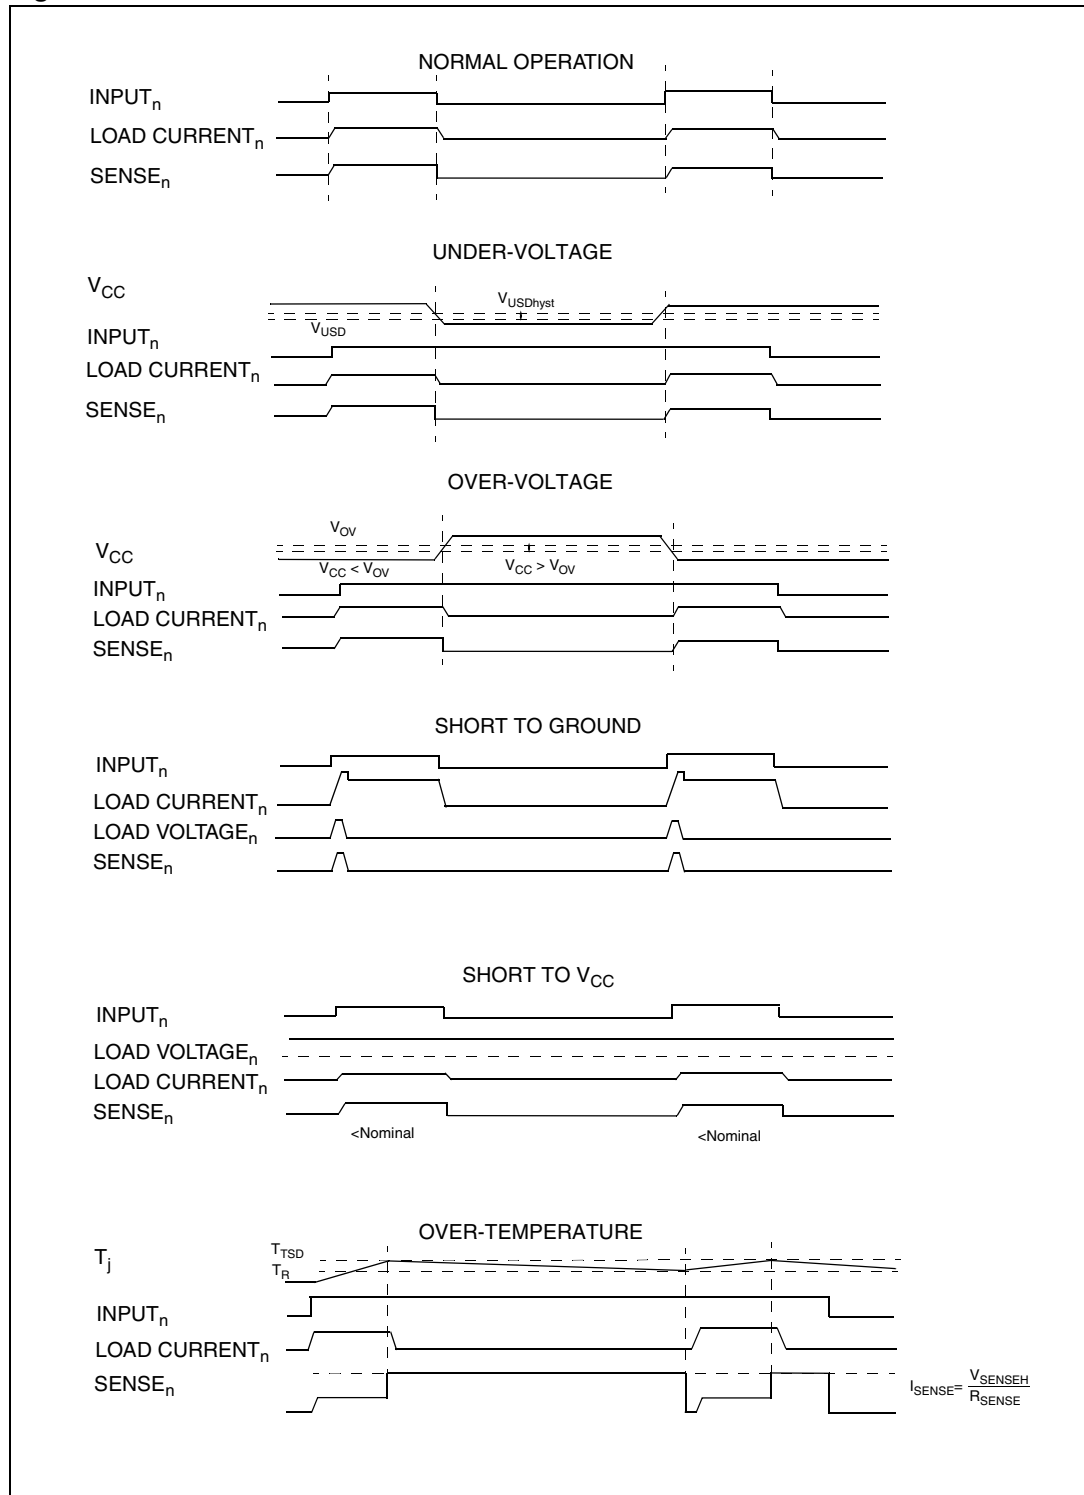 NORMAL OPERATION
INPUTn
LOAD CURRENTn
SENSEn
UNDER-VOLTAGE
VCC
VUSDhyst
VUSD
INPUTn
LOAD CURRENTn
SENSEn
OVER-VOLTAGE
VOV
VCC
VCC < VOV
VCC > VOV
INPUTn
LOAD CURRENTn
SENSEn
SHORT TO GROUND
INPUTn
LOAD CURRENTn
LOAD VOLTAGEn
SENSEn
SHORT TO VCC
INPUTn
LOAD VOLTAGEn
LOAD CURRENTn
SENSEn
<Nominal
<Nominal
OVER-TEMPERATURE
Tj
TTSD
TR
INPUTn
LOAD CURRENTn
SENSEn
ISENSE= VSENSEH
RSENSE